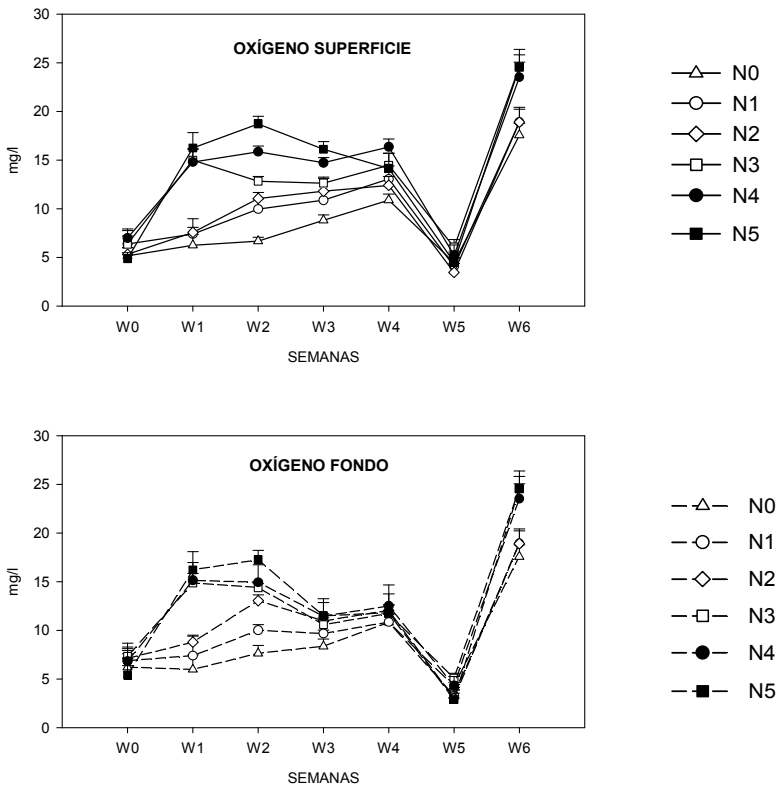 OXÍGENO SUPERFICIE
mg/l
30
25
20
15
10
5
0
W0 W1 W2 W3 W4 W5 W6
SEMANAS
N0
N1
N2
N3
N4
N5
OXÍGENO FONDO
mg/l
30
25
20
15
10
5
0
W0 W1 W2 W3 W4 W5 W6
SEMANAS
N0
N1
N2
N3
N4
N5